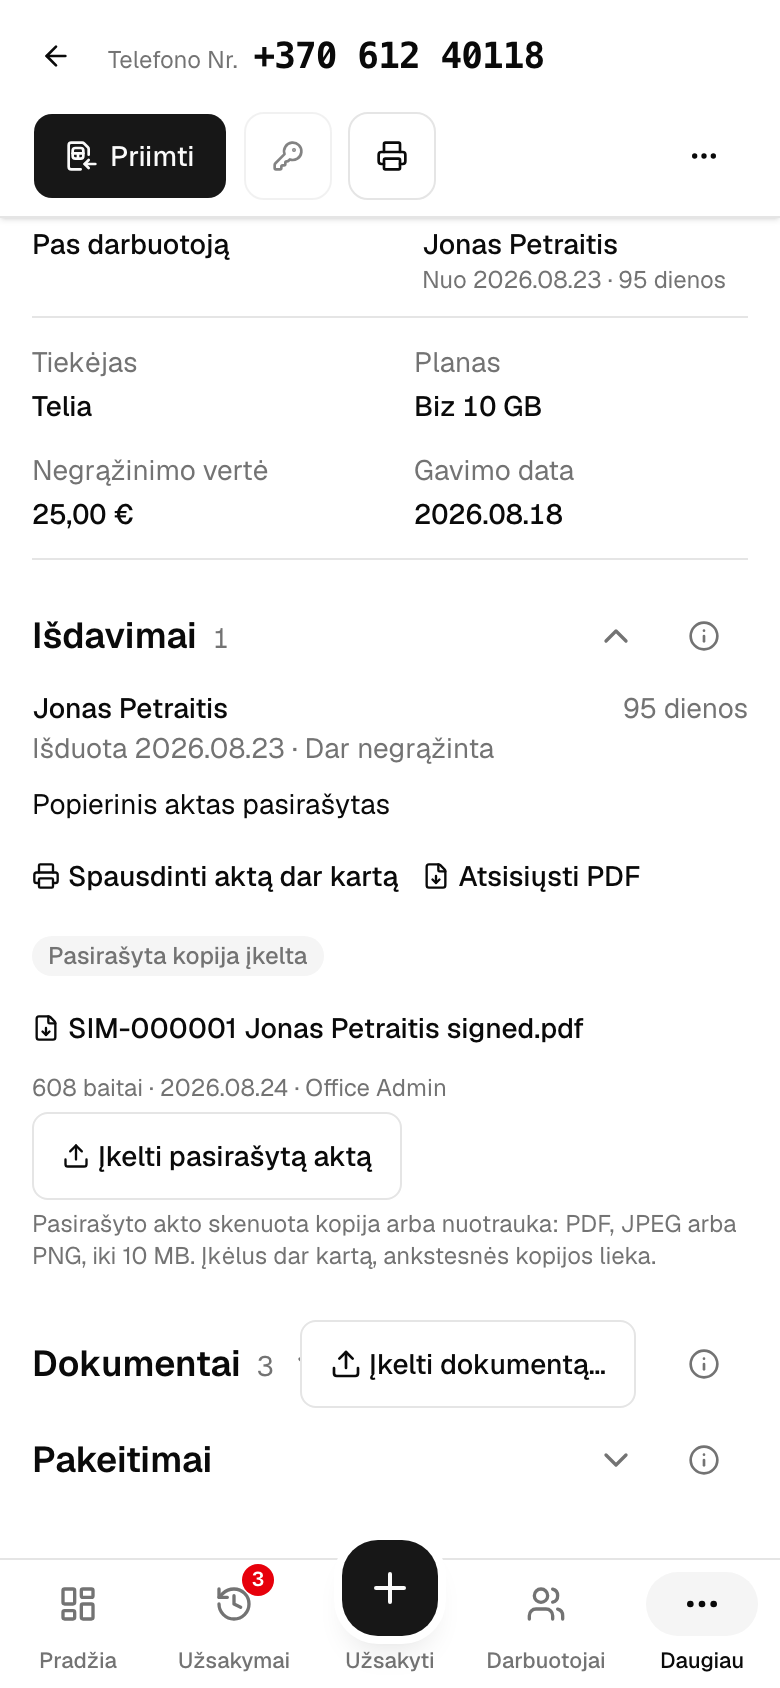 Telefono Nr. +370 612 40118
Priimti
Pas darbuotoją
Jonas Petraitis
Nuo 2026.08.23 · 95 dienos
Tiekėjas
Planas
Telia
Biz 10 GB
Negrąžinimo vertė
Gavimo data
25,00 €
2026.08.18
Išdavimai 1
Jonas Petraitis
95 dienos
Išduota 2026.08.23 · Dar negrąžinta
Popierinis aktas pasirašytas
Spausdinti aktą dar kartą
Atsisiųsti PDF
Pasirašyta kopija įkelta
SIM-000001 Jonas Petraitis signed.pdf
608 baitai · 2026.08.24 · Office Admin
Įkelti pasirašytą aktą
Pasirašyto akto skenuota kopija arba nuotrauka: PDF, JPEG arba
PNG, iki 10 MB. Įkėlus dar kartą, ankstesnės kopijos lieka.
Dokumentai 3
Įkelti dokumentą…
Pakeitimai
3
Pradžia
Užsakymai
Užsakyti
Darbuotojai
Daugiau